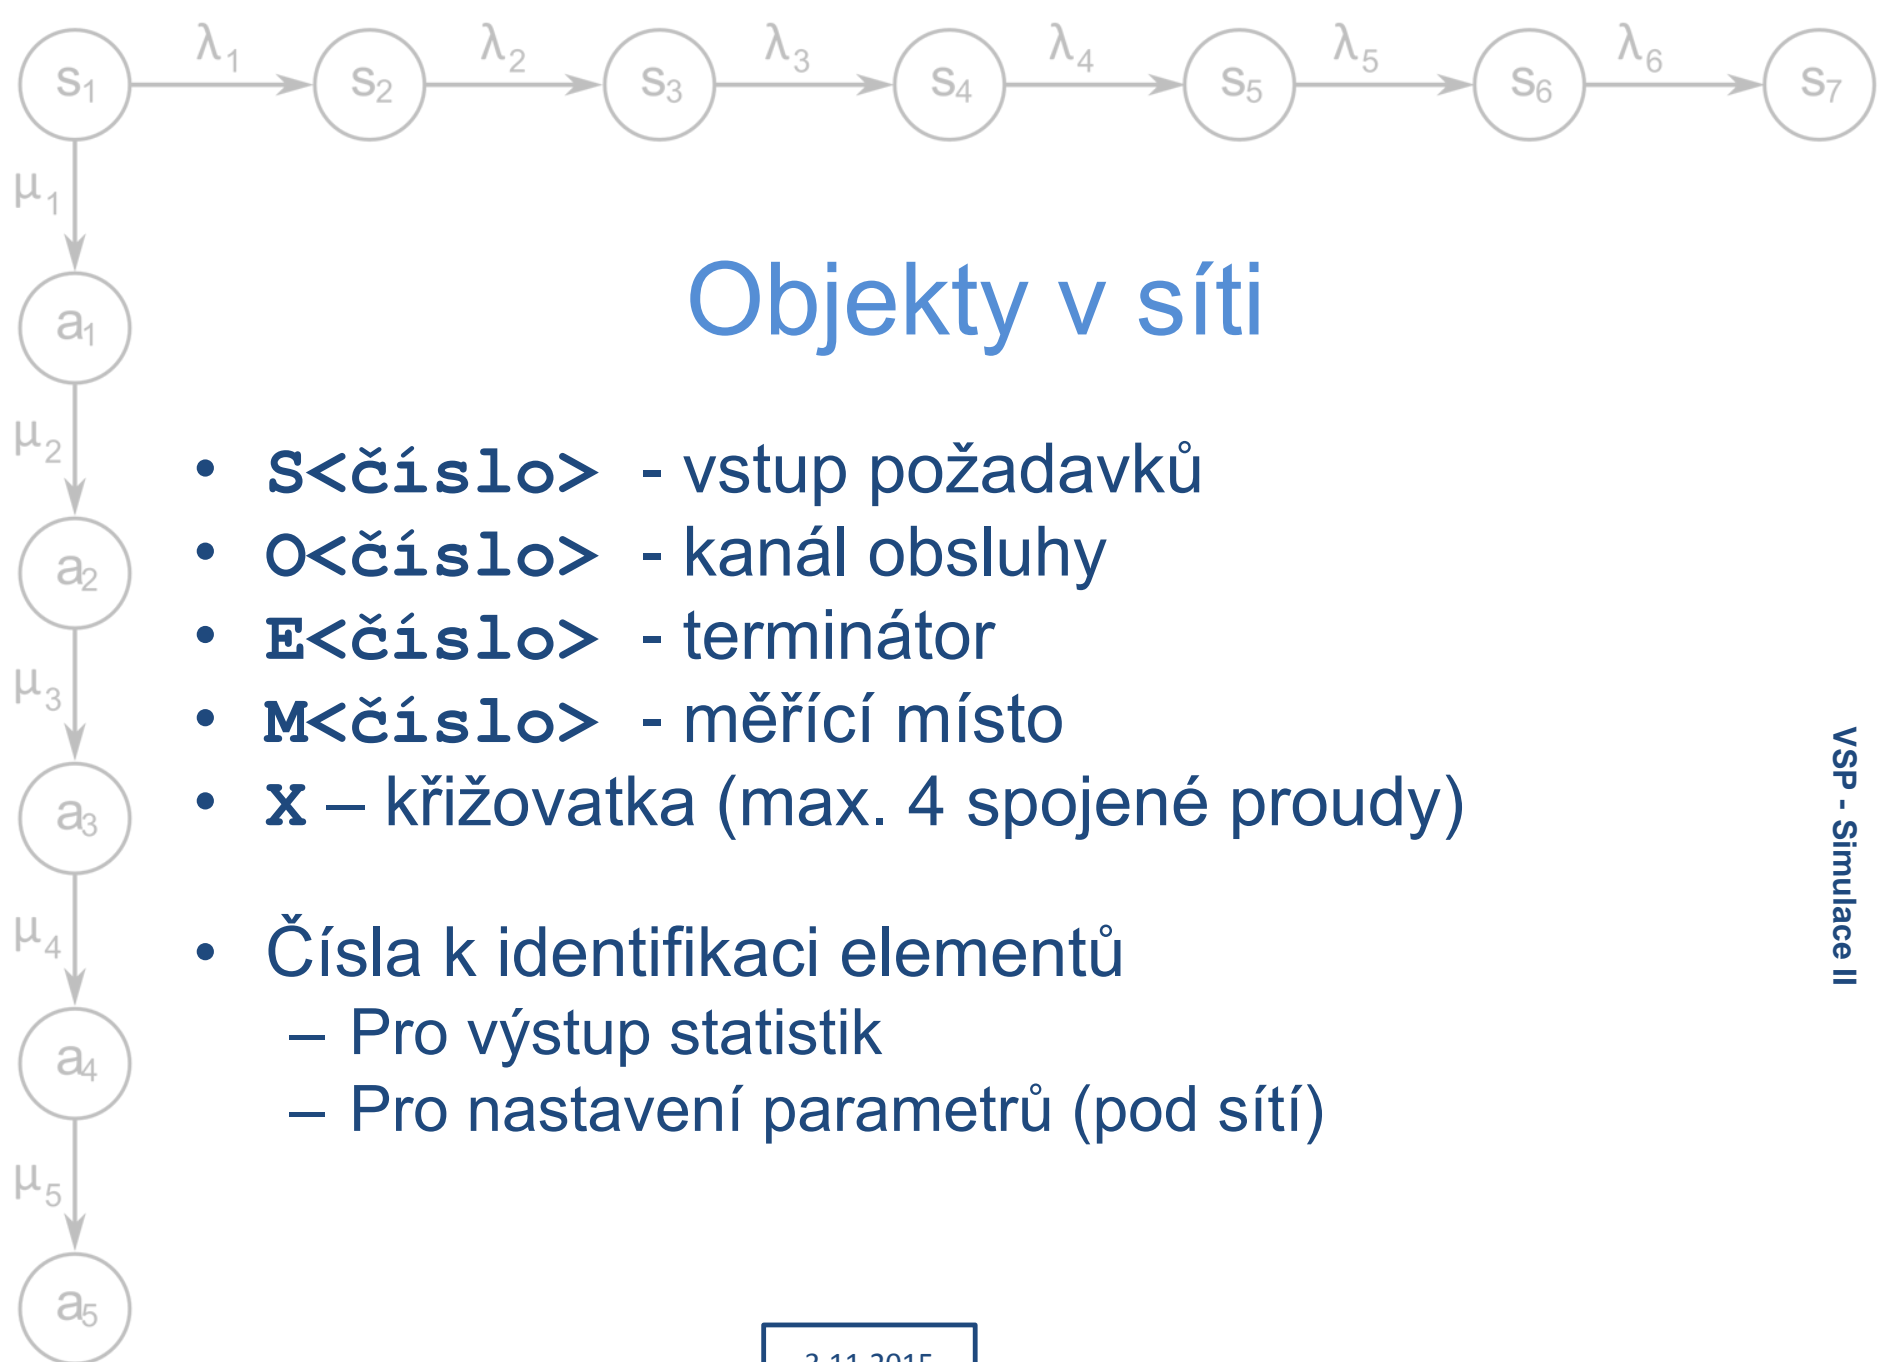 s1 λ1 s2 λ2 s3 λ3 s4 λ4 s5 λ5 s6 λ6 s7
μ1
a1
μ2
a2
μ3
a3
μ4
a4
μ5
a5
Objekty v síti
• S<číslo> - vstup požadavků
• O<číslo> - kanál obsluhy
• E<číslo> - terminátor
• M<číslo> - měřící místo
• X – křižovatka (max. 4 spojené proudy)
• Čísla k identifikaci elementů
– Pro výstup statistik
– Pro nastavení parametrů (pod sítí)
VSP - Simulace II